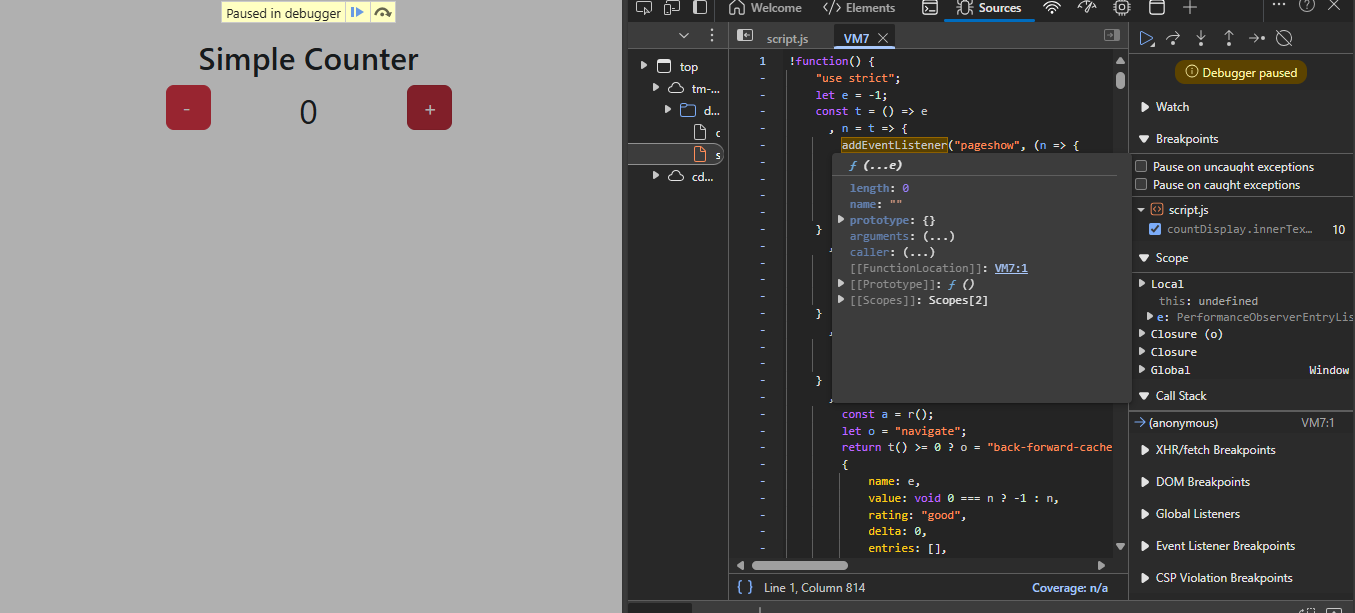 Paused in debugger
Simple Counter
-
0
+
Welcome
Elements
Sources
top
tm-...
d...
c
s
cd...
script.js
VM7
1
!function() {
"use strict";
let e = -1;
const t = () => e
, n = t => {
addEventListener("pageshow", (n => {
ƒ (...e)
length: 0
name: ""
prototype: {}
arguments: (...)
caller: (...)
[[FunctionLocation]]: VM7:1
[[Prototype]]: ƒ ()
[[Scopes]]: Scopes[2]
}
}
}
const a = r();
let o = "navigate";
return t() >= 0 ? o = "back-forward-cache
{
name: e,
value: void 0 === n ? -1 : n,
rating: "good",
delta: 0,
entries: [],
{ } Line 1, Column 814
Coverage: n/a
Debugger paused
Watch
Breakpoints
Pause on uncaught exceptions
Pause on caught exceptions
script.js
countDisplay.innerTex... 10
Scope
Local
this: undefined
e: PerformanceObserverEntryLis
Closure (o)
Closure
Global Window
Call Stack
(anonymous) VM7:1
XHR/fetch Breakpoints
DOM Breakpoints
Global Listeners
Event Listener Breakpoints
CSP Violation Breakpoints